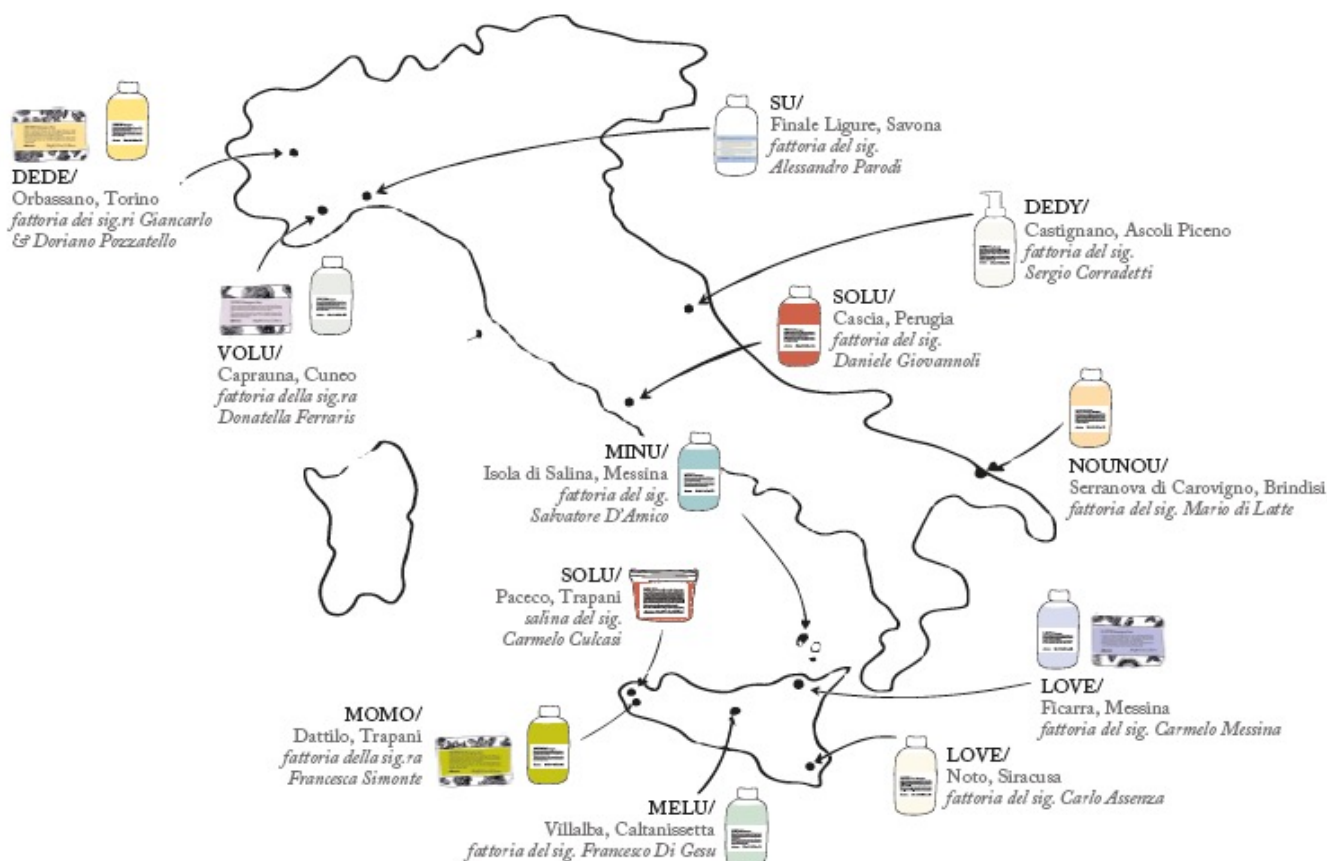 SU/
Finale Ligure, Savona
fattoria del sig.
Alessandro Parodi
DEDE/
Orbassano, Torino
fattoria dei sig.ri Giancarlo
& Doriano Pozzatello
DEDY/
Castignano, Ascoli Piceno
fattoria del sig.
Sergio Corradetti
SOLU/
Cascia, Perugia
fattoria del sig.
Daniele Giovannoli
VOLU/
Caprauna, Cuneo
fattoria della sig.ra
Donatella Ferraris
MINU/
Isola di Salina, Messina
fattoria del sig.
Salvatore D'Amico
NOUNOU/
Serranova di Carovigno, Brindisi
fattoria del sig. Mario di Latte
SOLU/
Paceco, Trapani
salina del sig.
Carmelo Culcasi
LOVE/
Ficarra, Messina
fattoria del sig. Carmelo Messina
MOMO/
Dattilo, Trapani
fattoria della sig.ra
Francesca Simonte
LOVE/
Noto, Siracusa
fattoria del sig. Carlo Assenza
MELU/
Villalba, Caltanissetta
fattoria del sig. Francesco Di Gesu